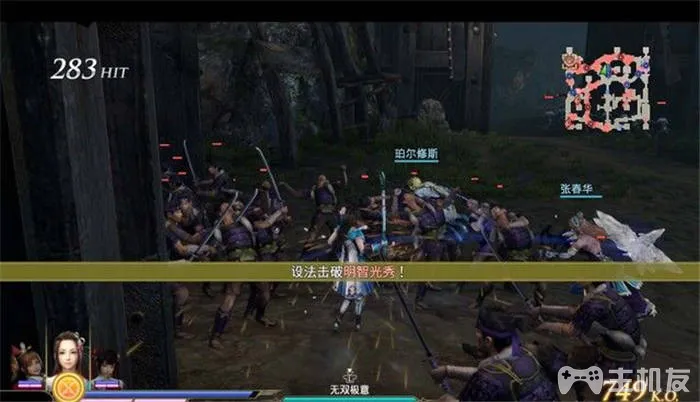 283 HIT
珀尔修斯
张春华
设法击破明智光秀！
无双极意
749 K.O.
主机友